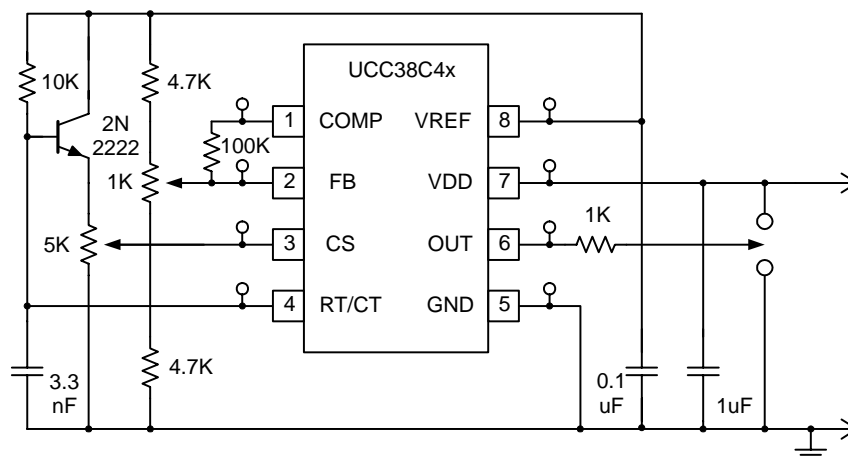 UCC38C4x
10K
4.7K
2N
2222
100K
1K
5K
4.7K
3.3
nF
1
COMP
VREF
8
2
FB
VDD
7
3
CS
OUT
6
1K
4
RT/CT
GND
5
0.1
uF
1uF